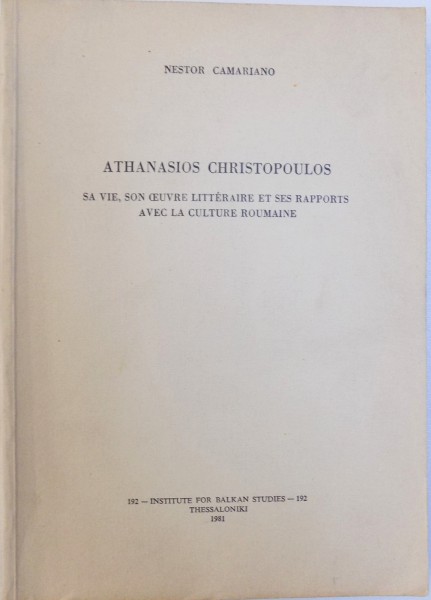 NESTOR CAMARIANO
ATHANASIOS CHRISTOPOULOS
SA VIE, SON ŒUVRE LITTÉRAIRE ET SES RAPPORTS
AVEC LA CULTURE ROUMAINE
192 — INSTITUTE FOR BALKAN STUDIES — 192
THESSALONIKI
1981